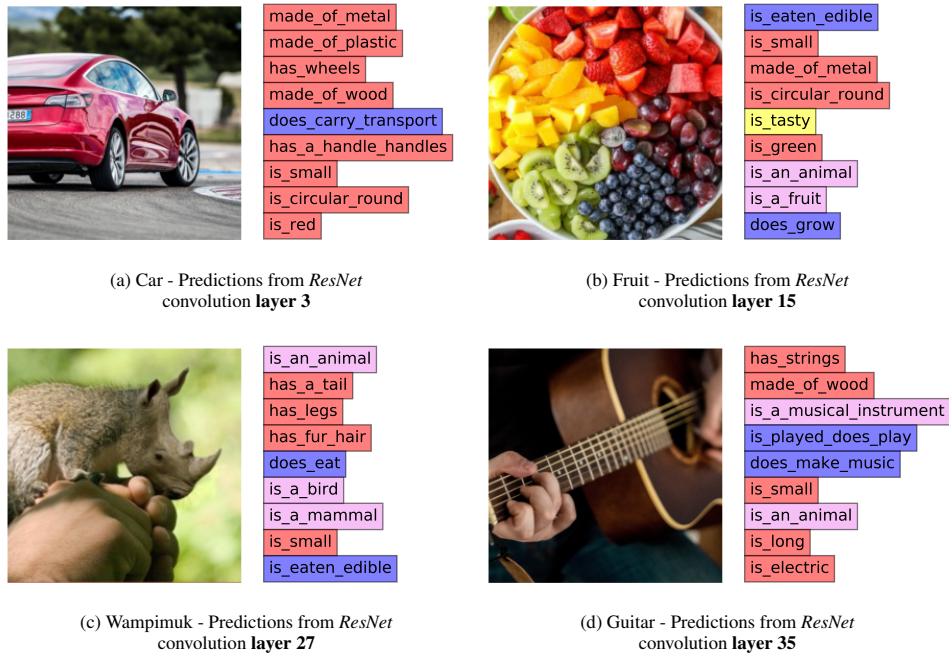 made_of_metal
made_of_plastic
has_wheels
made_of_wood
does_carry_transport
has_a_handle_handles
is_small
is_circular_round
is_red
288
(a) Car - Predictions from ResNet
convolution layer 3
is_eaten_edible
is_small
made_of_metal
is_circular_round
is_tasty
is_green
is_an_animal
is_a_fruit
does_grow
(b) Fruit - Predictions from ResNet
convolution layer 15
is_an_animal
has_a_tail
has_legs
has_fur_hair
does_eat
is_a_bird
is_a_mammal
is_small
is_eaten_edible
(c) Wampimuk - Predictions from ResNet
convolution layer 27
has_strings
made_of_wood
is_a_musical_instrument
is_played_does_play
does_make_music
is_small
is_an_animal
is_long
is_electric
(d) Guitar - Predictions from ResNet
convolution layer 35